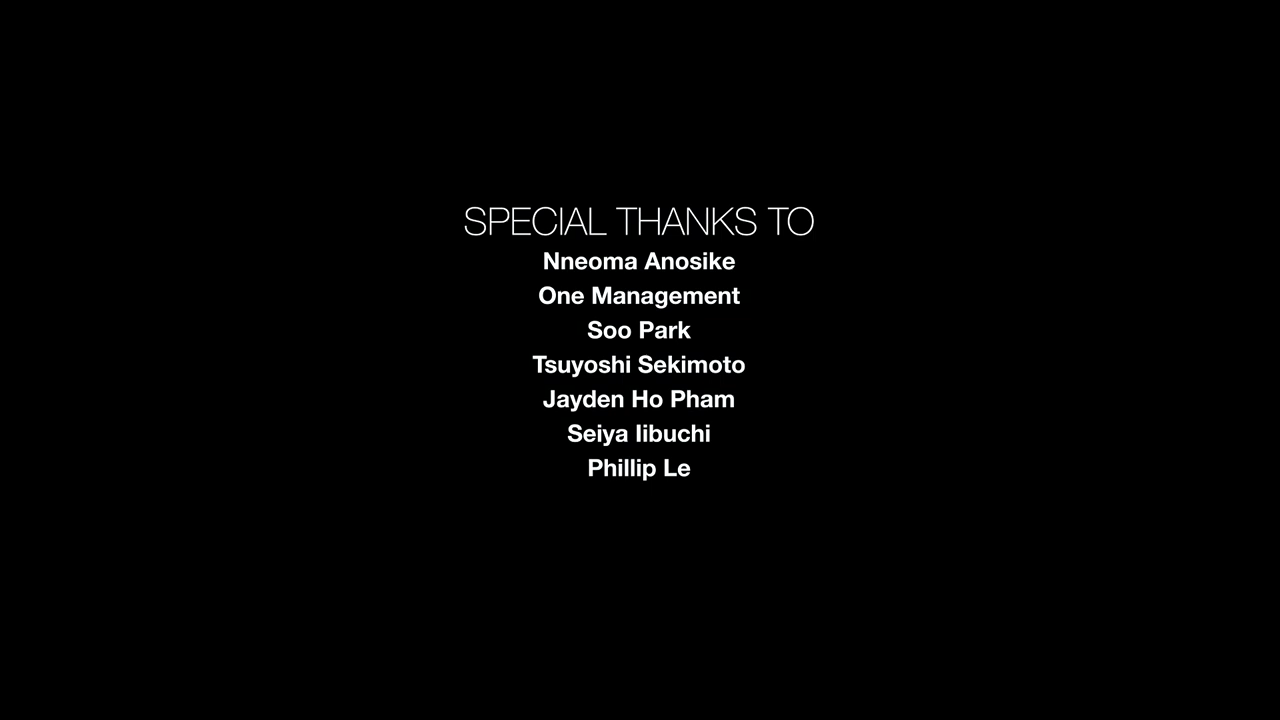 SPECIAL THANKS TO
Nneoma Anosike
One Management
Soo Park
Tsuyoshi Sekimoto
Jayden Ho Pham
Seiya Iibuchi
Phillip Le